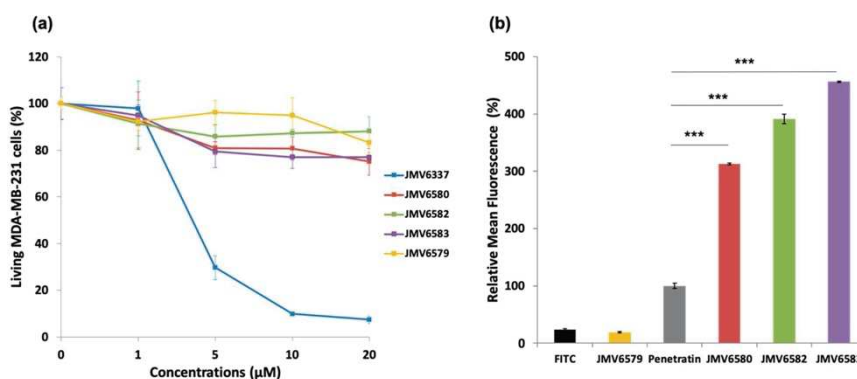 (a)
120
100
80
60
40
20
0
0 1 5 10 20
Living MDA-MB-231 cells (%)
Concentrations (µM)
JMV6337
JMV6580
JMV6582
JMV6583
JMV6579
(b)
500
400
300
200
100
0
Relative Mean Fluorescence (%)
***
***
***
FITC JMV6579 Penetratin JMV6580 JMV6582 JMV6583